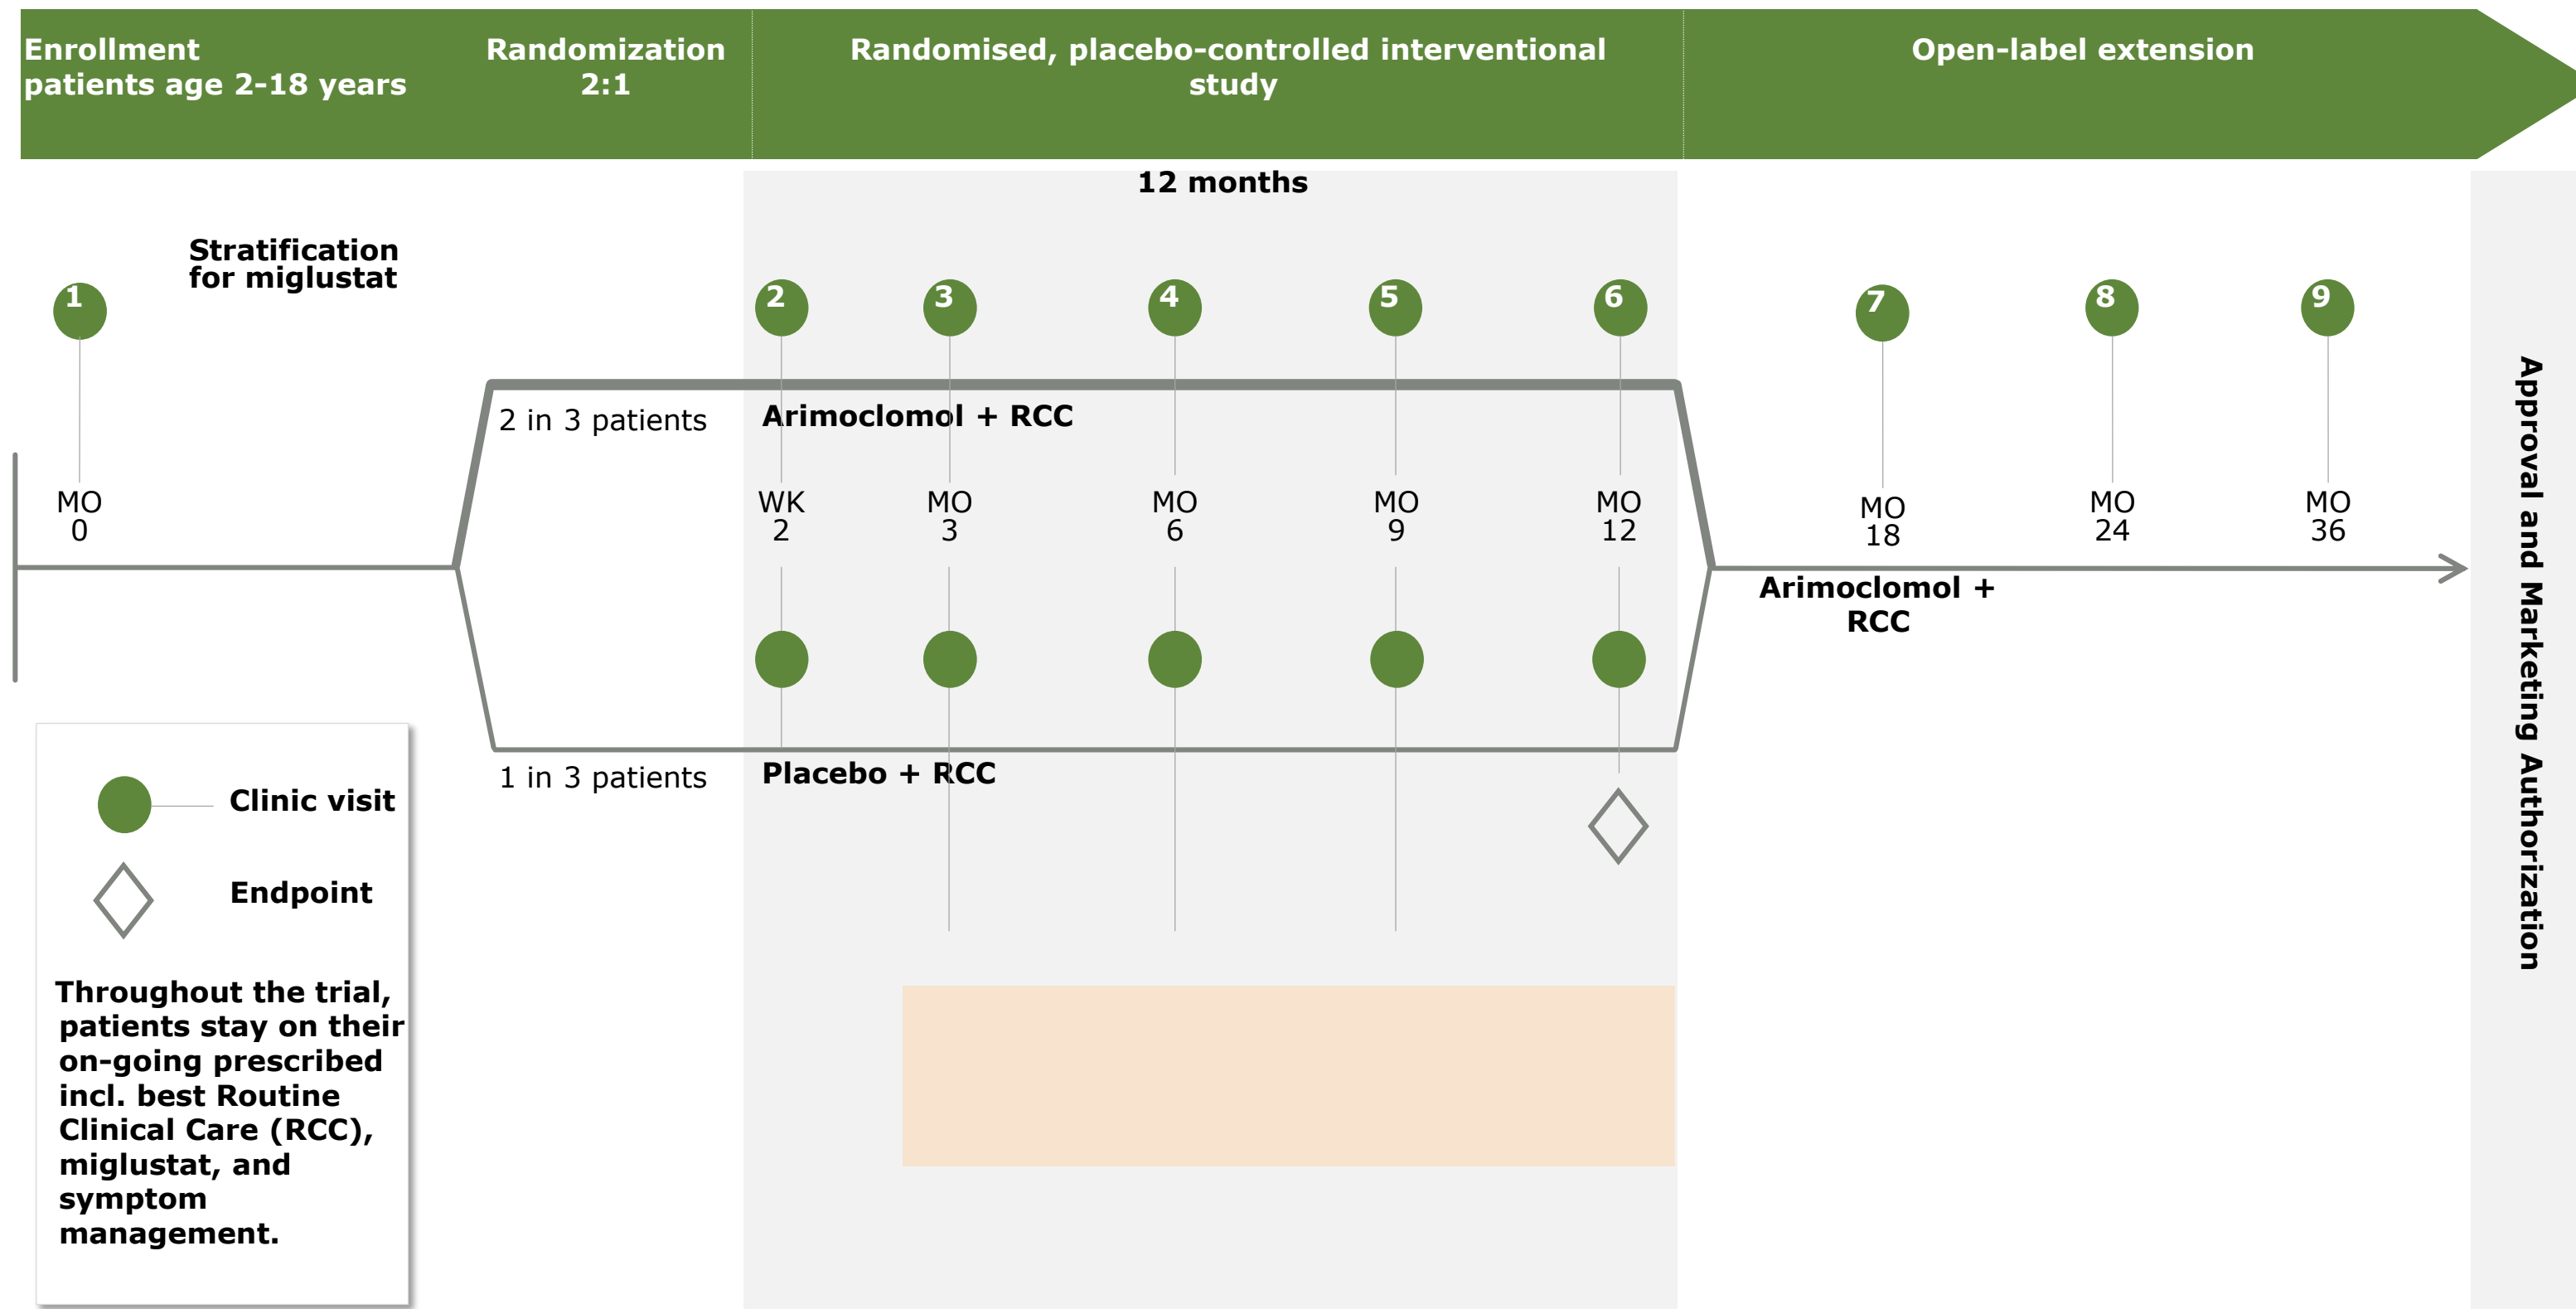 Enrollment
patients age 2-18 years
Randomization
2:1
Randomised, placebo-controlled interventional
study
Open-label extension
12 months
Stratification
for miglustat
1
2
3
4
5
6
7
8
9
2 in 3 patients
Arimoclomol + RCC
MO
0
WK
2
MO
3
MO
6
MO
9
MO
12
MO
18
MO
24
MO
36
Arimoclomol +
RCC
1 in 3 patients
Placebo + RCC
Clinic visit
Endpoint
Throughout the trial,
patients stay on their
on-going prescribed
incl. best Routine
Clinical Care (RCC),
miglustat, and
symptom
management.
Approval and Marketing Authorization